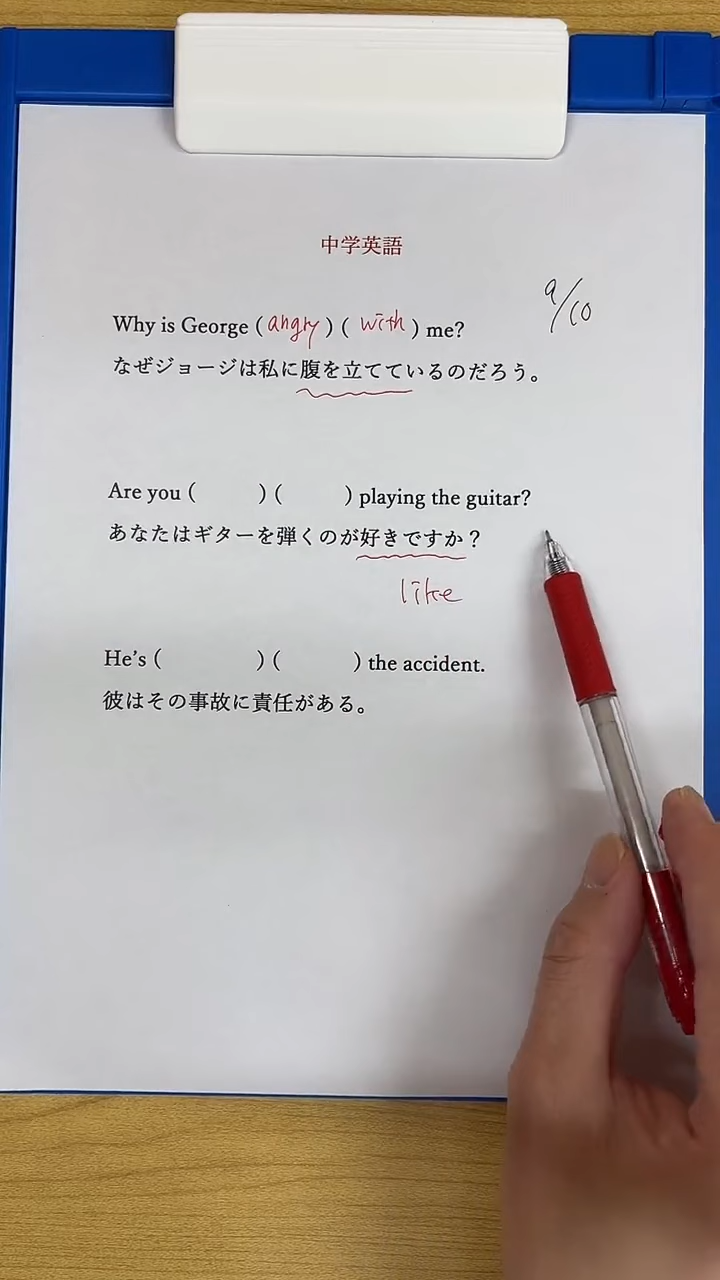 中学英語
9/10
Why is George (angry) (with) me?
なぜジョージは私に腹を立てているのだろう。
Are you (      ) (      ) playing the guitar?
あなたはギターを弾くのが好きですか？
like
He's (      ) (      ) the accident.
彼はその事故に責任がある。